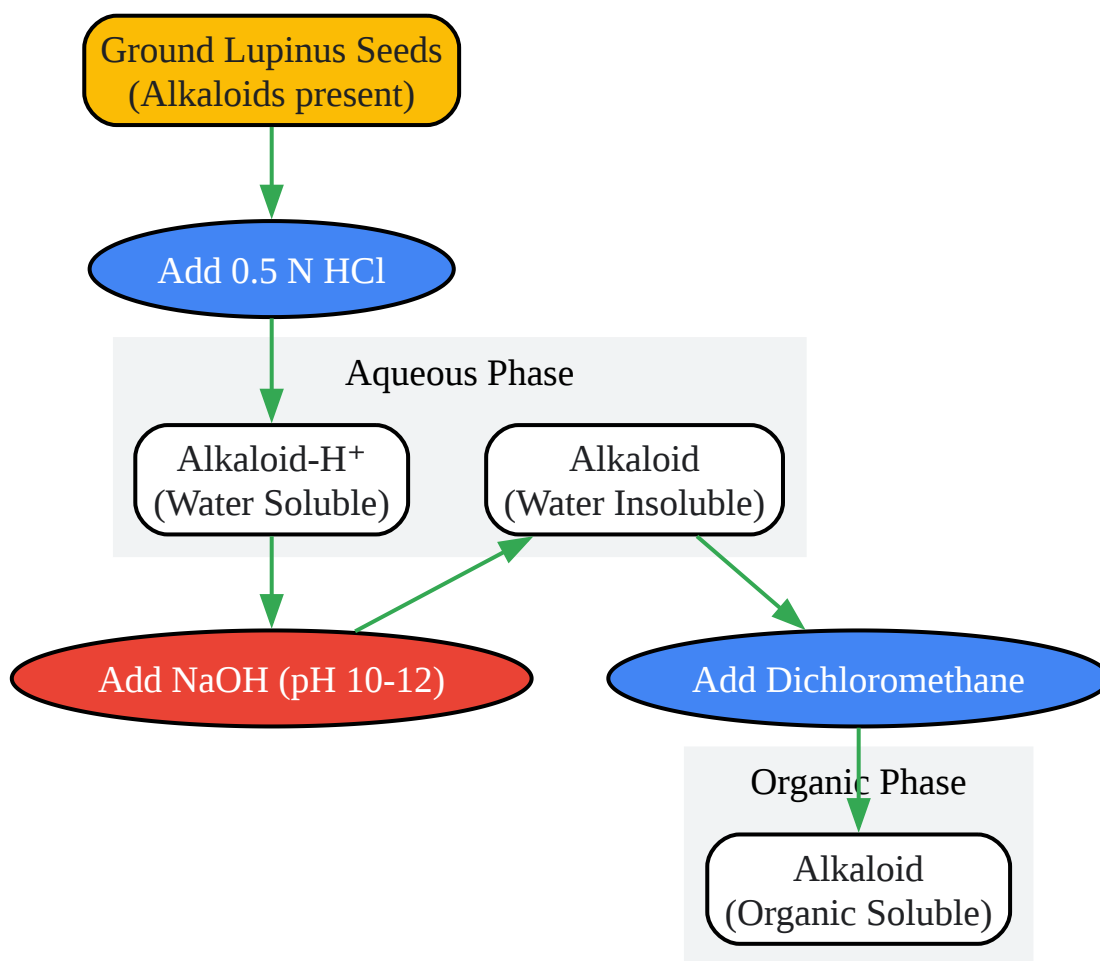 Ground Lupinus Seeds
(Alkaloids present)
Add 0.5 N HCl
Aqueous Phase
Alkaloid-H⁺
(Water Soluble)
Alkaloid
(Water Insoluble)
Add NaOH (pH 10-12)
Add Dichloromethane
Organic Phase
Alkaloid
(Organic Soluble)